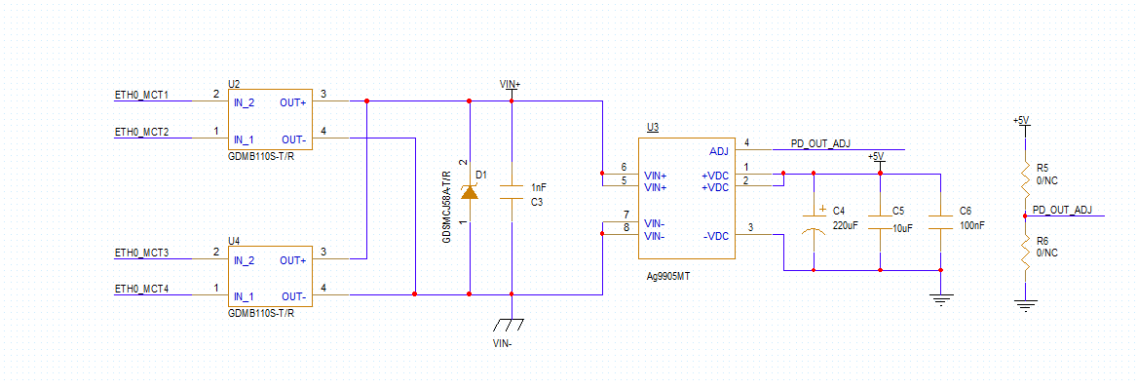 U2
ETH0_MCT1 2 IN_2 OUT+ 3
ETH0_MCT2 1 IN_1 OUT- 4
GDMB110S-T/R
VIN+
GDSMCJ58A-T/R
2
D1
1
1nF
C3
ETH0_MCT3 2 IN_2 OUT+ 3
ETH0_MCT4 1 IN_1 OUT- 4
U4
GDMB110S-T/R
VIN-
U3
ADJ 4 PD_OUT_ADJ
6 VIN+ +VDC 1
5 VIN+ +VDC 2
7 VIN-
8 VIN- -VDC 3
Ag9905MT
+5V
+
C4
220uF
C5
10uF
C6
100nF
+5V
R5
0/NC
PD_OUT_ADJ
R6
0/NC